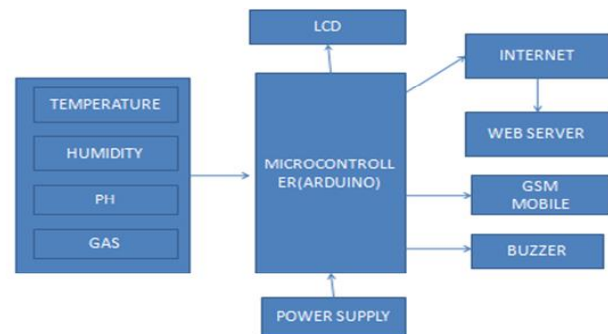 LCD
INTERNET
TEMPERATURE
HUMIDITY
PH
GAS
MICROCONTROLL
ER(ARDUINO)
WEB SERVER
GSM
MOBILE
BUZZER
POWER SUPPLY